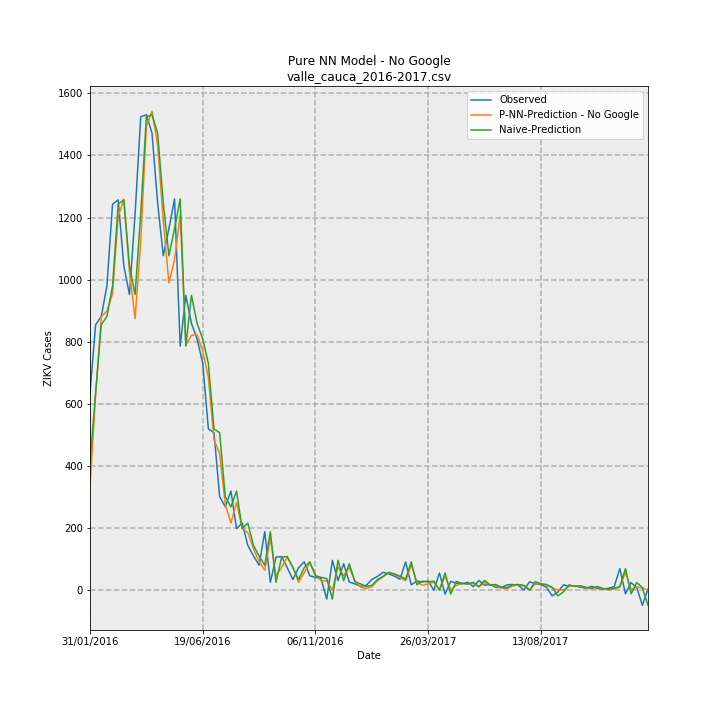 Pure NN Model - No Google
valle_cauca_2016-2017.csv
Observed
P-NN-Prediction - No Google
Naive-Prediction
ZIKV Cases
1600
1400
1200
1000
800
600
400
200
0
31/01/2016
19/06/2016
06/11/2016
26/03/2017
13/08/2017
Date